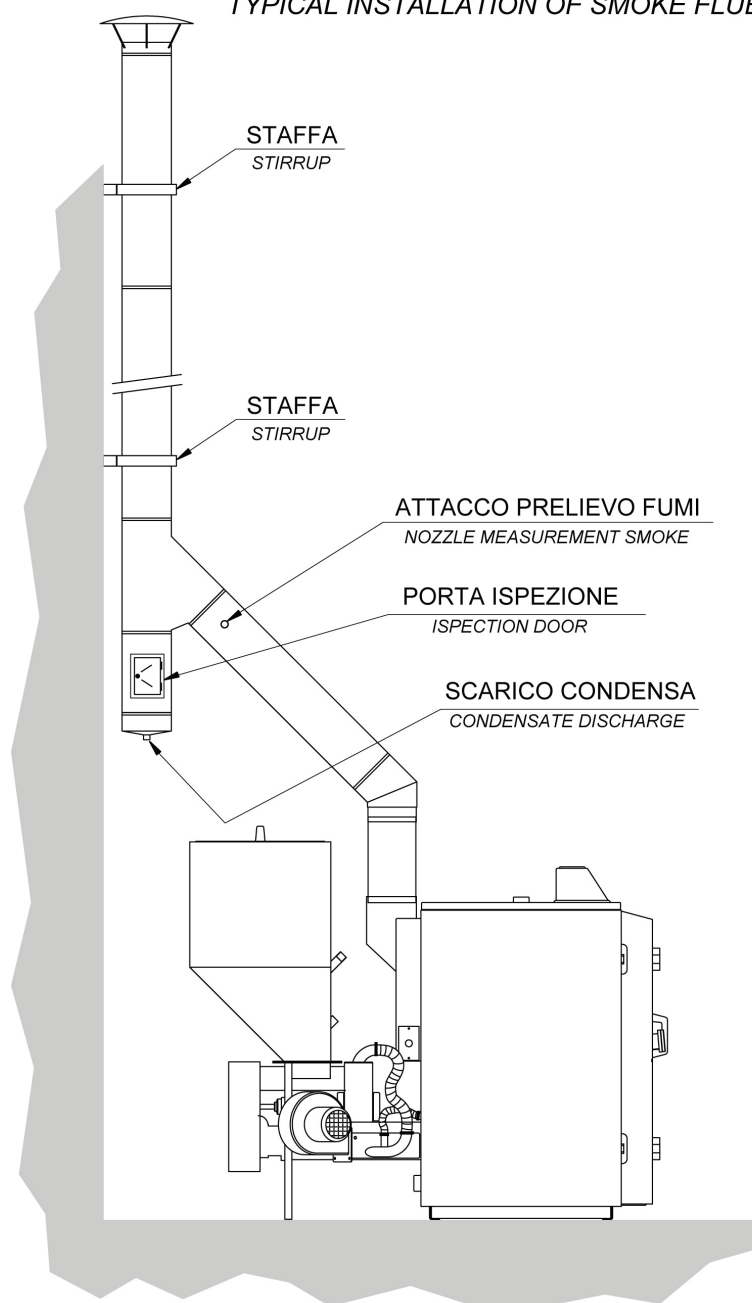 TYPICAL INSTALLATION OF SMOKE FLUE
STAFFA
STIRRUP
STAFFA
STIRRUP
ATTACCO PRELIEVO FUMI
NOZZLE MEASUREMENT SMOKE
PORTA ISPEZIONE
ISPECTION DOOR
SCARICO CONDENSA
CONDENSATE DISCHARGE